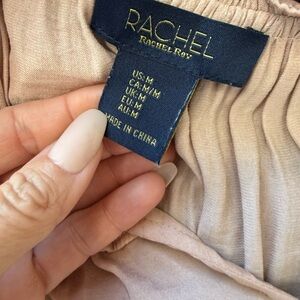 RACHEL
RACHEL ROY
US:M
CA:M/M
UK:M
EU:M
AU:M
MADE IN CHINA